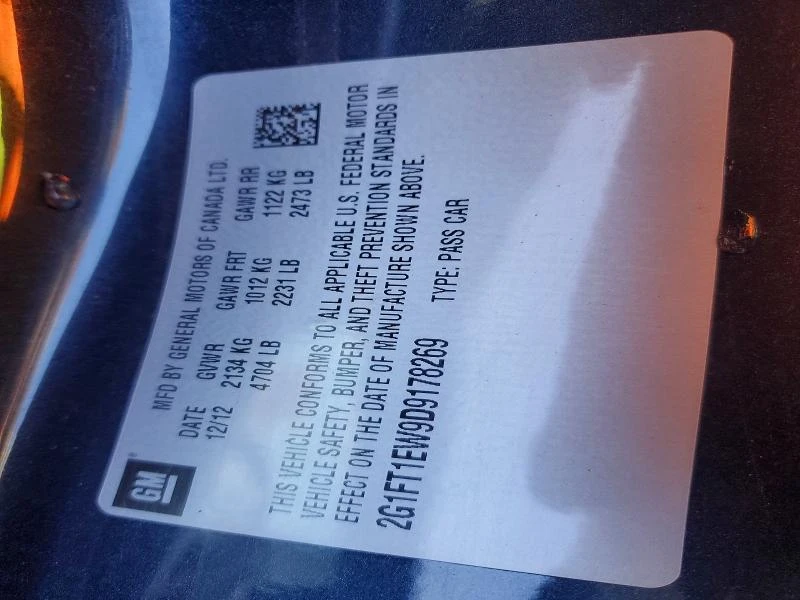 GM
MFD BY GENERAL MOTORS OF CANADA LTD.
DATE GVWR GAWR FRT GAWR RR
12/12 2134 KG 1012 KG 1122 KG
4704 LB 2231 LB 2473 LB
THIS VEHICLE CONFORMS TO ALL APPLICABLE U.S. FEDERAL MOTOR
VEHICLE SAFETY, BUMPER, AND THEFT PREVENTION STANDARDS IN
EFFECT ON THE DATE OF MANUFACTURE SHOWN ABOVE.
2G1FT1EW9D9178269 TYPE: PASS CAR